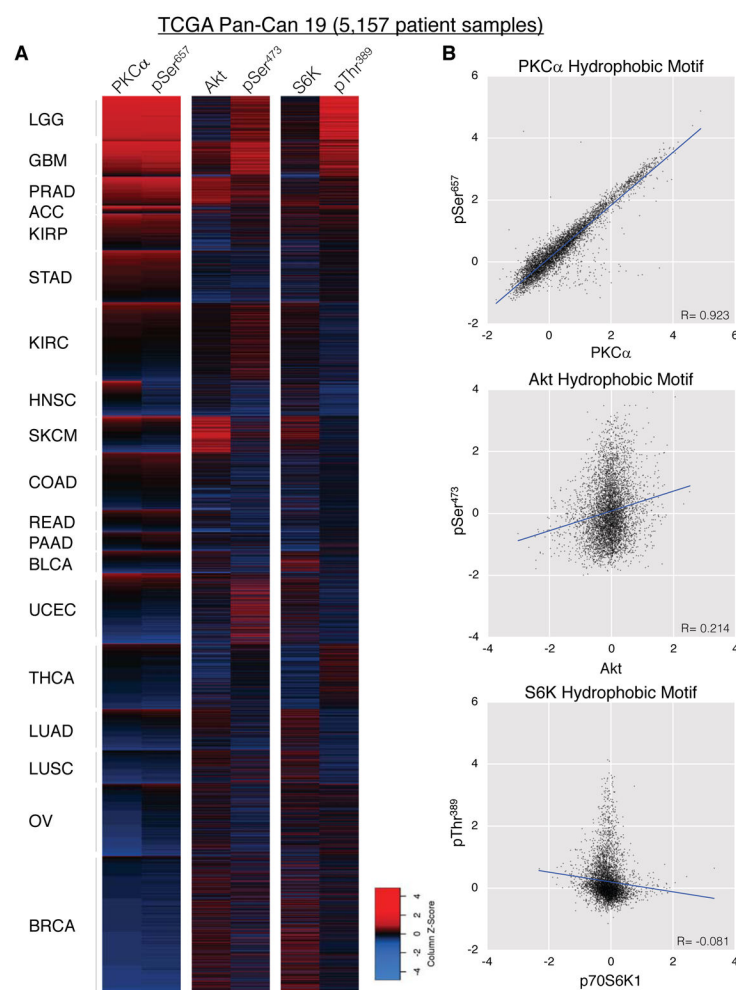 TCGA Pan-Can 19 (5,157 patient samples)
A
PKCα pSer657 Akt pSer473 S6K pThr389
LGG
GBM
PRAD
ACC
KIRP
STAD
KIRC
HNSC
SKCM
COAD
READ
PAAD
BLCA
UCEC
THCA
LUAD
LUSC
OV
BRCA
4
2
0
-2
-4
Column Z-Score
B
PKCα Hydrophobic Motif
6
4
2
0
-2
pSer657
-2 0 2 4 6
R= 0.923
PKCα
Akt Hydrophobic Motif
4
2
0
-2
-4
pSer473
-4 -2 0 2 4
R= 0.214
Akt
S6K Hydrophobic Motif
6
4
2
0
-2
pThr389
-4 -2 0 2 4
R= -0.081
p70S6K1